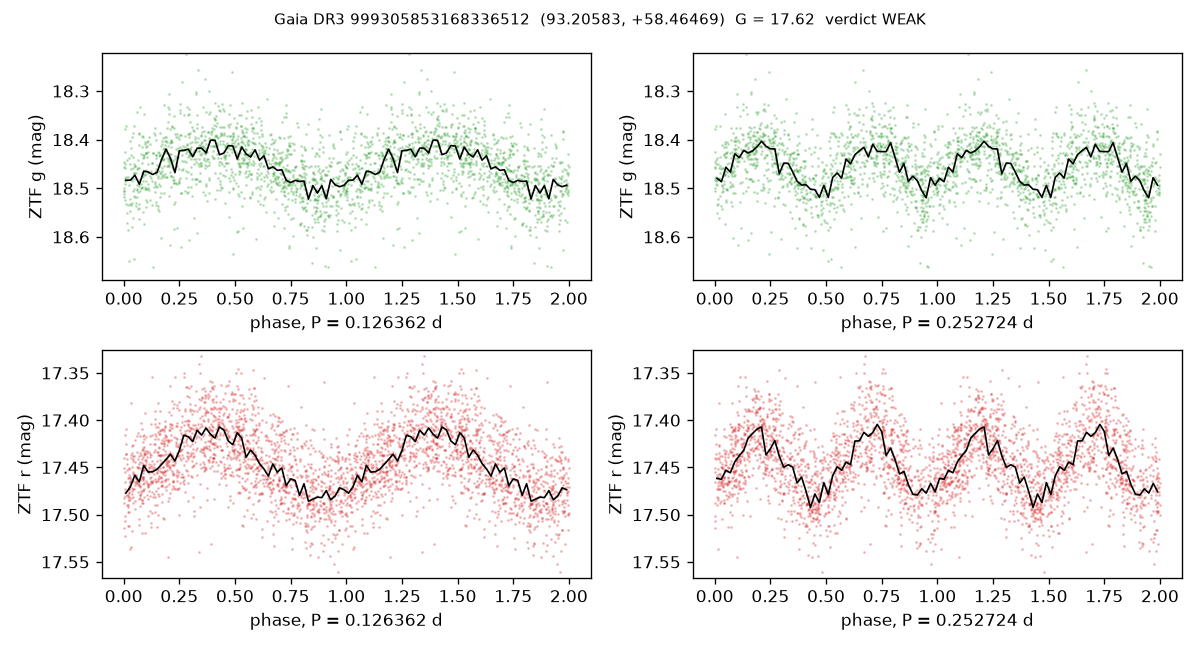 Gaia DR3 999305853168336512 (93.20583, +58.46469) G = 17.62 verdict WEAK
ZTF g (mag)
18.3
18.4
18.5
18.6
0.00 0.25 0.50 0.75 1.00 1.25 1.50 1.75 2.00
phase, P = 0.126362 d
ZTF g (mag)
18.3
18.4
18.5
18.6
0.00 0.25 0.50 0.75 1.00 1.25 1.50 1.75 2.00
phase, P = 0.252724 d
ZTF r (mag)
17.35
17.40
17.45
17.50
17.55
0.00 0.25 0.50 0.75 1.00 1.25 1.50 1.75 2.00
phase, P = 0.126362 d
ZTF r (mag)
17.35
17.40
17.45
17.50
17.55
0.00 0.25 0.50 0.75 1.00 1.25 1.50 1.75 2.00
phase, P = 0.252724 d